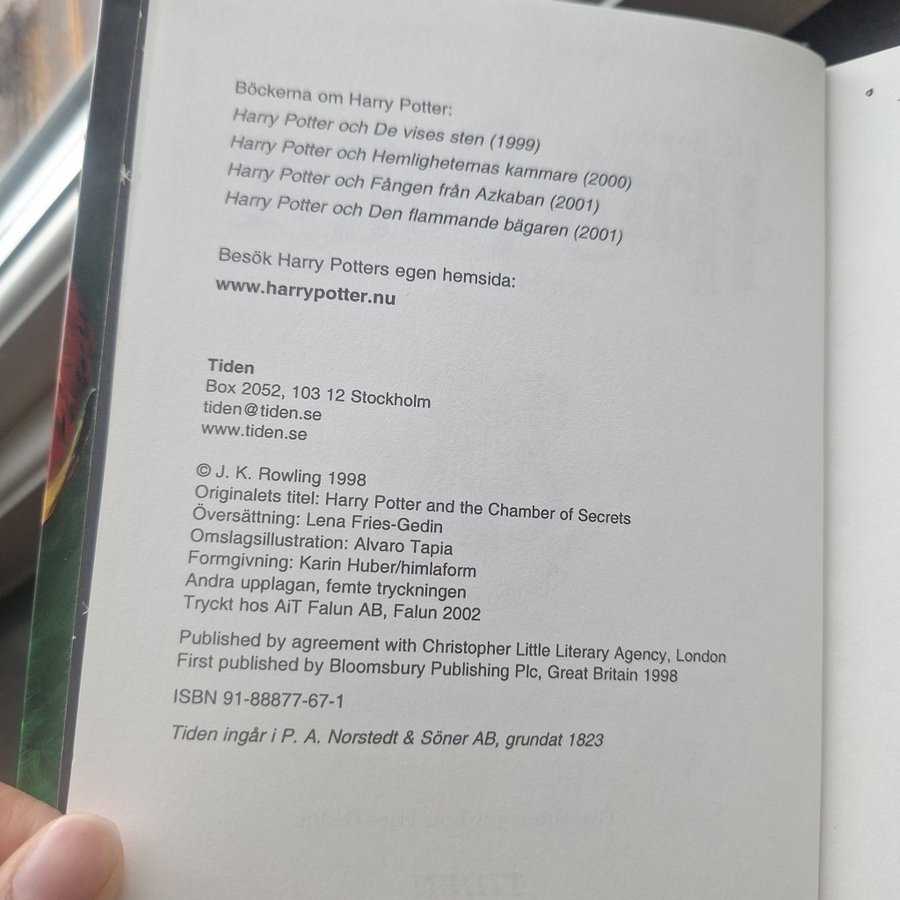 Böckerna om Harry Potter:
Harry Potter och De vises sten (1999)
Harry Potter och Hemligheternas kammare (2000)
Harry Potter och Fången från Azkaban (2001)
Harry Potter och Den flammande bägaren (2001)
Besök Harry Potters egen hemsida:
www.harrypotter.nu
Tiden
Box 2052, 103 12 Stockholm
tiden@tiden.se
www.tiden.se
© J. K. Rowling 1998
Originalets titel: Harry Potter and the Chamber of Secrets
Översättning: Lena Fries-Gedin
Omslagsillustration: Alvaro Tapia
Formgivning: Karin Huber/himlaform
Andra upplagan, femte tryckningen
Tryckt hos AiT Falun AB, Falun 2002
Published by agreement with Christopher Little Literary Agency, London
First published by Bloomsbury Publishing Plc, Great Britain 1998
ISBN 91-88877-67-1
Tiden ingår i P. A. Norstedt & Söner AB, grundat 1823